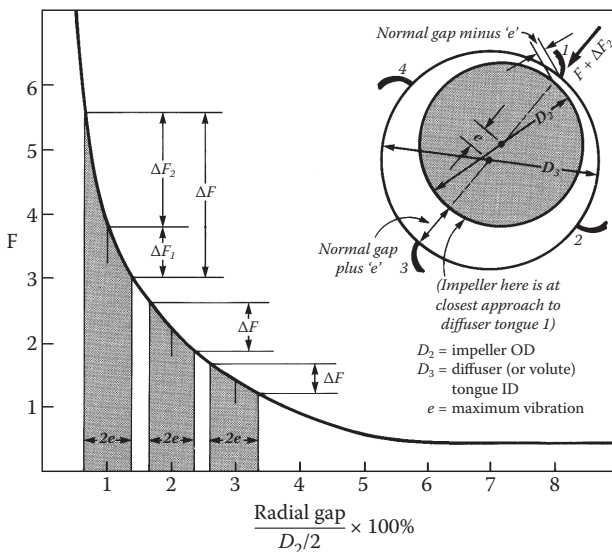 Normal gap minus 'e'
1
F + ΔF₂
4
D₂
e
D₃
2
3
Normal gap
plus 'e'
(Impeller here is at
closest approach to
diffuser tongue 1)
D₂ = impeller OD
D₃ = diffuser (or volute)
tongue ID
e = maximum vibration
F
6
5
4
3
2
1
ΔF₂
ΔF
ΔF₁
ΔF
ΔF
2e
2e
2e
1 2 3 4 5 6 7 8
Radial gap
D₂/2
× 100%